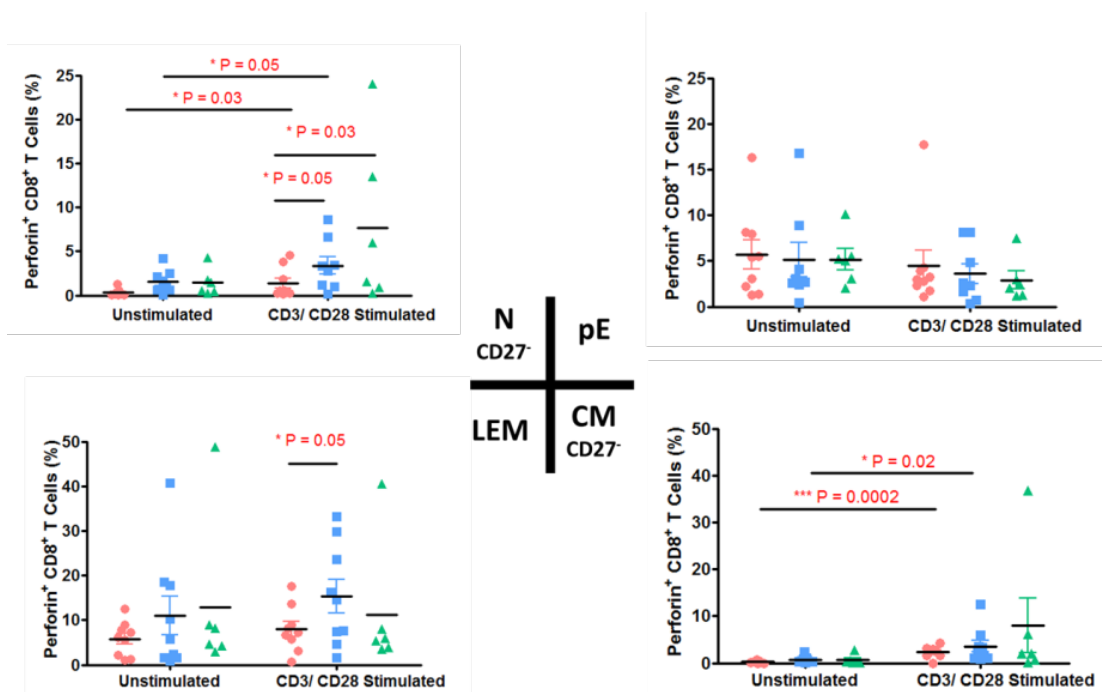 Perforin⁺ CD8⁺ T Cells (%)
25
20
15
10
5
0
* P = 0.05
* P = 0.03
* P = 0.03
* P = 0.05
Unstimulated
CD3/ CD28 Stimulated
Perforin⁺ CD8⁺ T Cells (%)
25
20
15
10
5
0
Unstimulated
CD3/ CD28 Stimulated
N
CD27⁻
pE
LEM
CM
CD27⁻
Perforin⁺ CD8⁺ T Cells (%)
50
40
30
20
10
0
* P = 0.05
Unstimulated
CD3/ CD28 Stimulated
Perforin⁺ CD8⁺ T Cells (%)
50
40
30
20
10
0
* P = 0.02
*** P = 0.0002
Unstimulated
CD3/ CD28 Stimulated